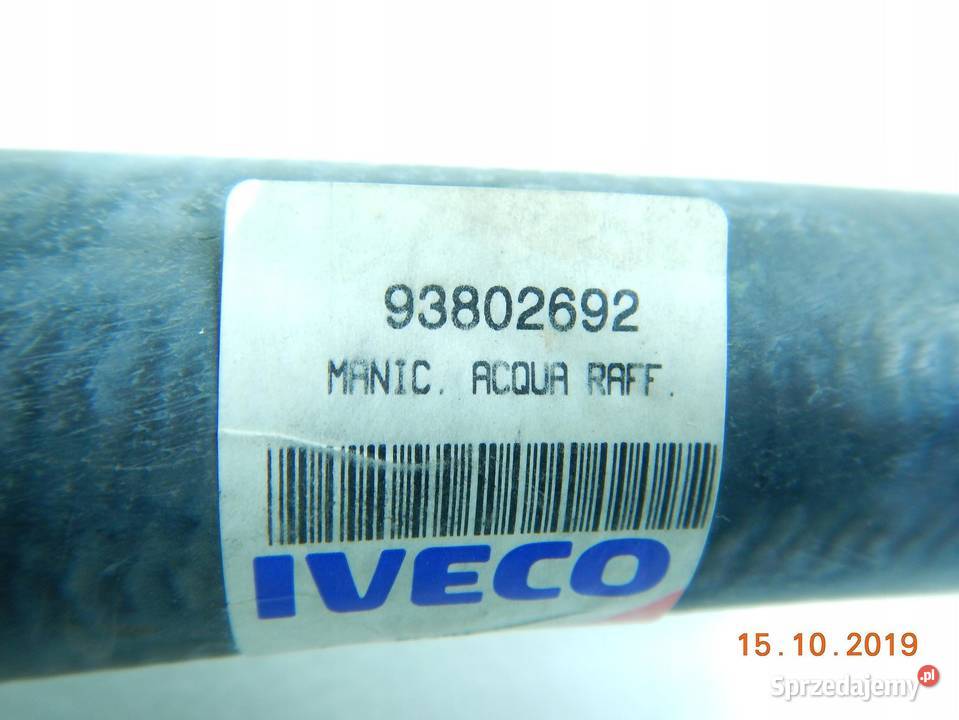 93802692
MANIC. ACQUA RAFF.
IVECO
15.10.2019
Sprzedajemy.pl